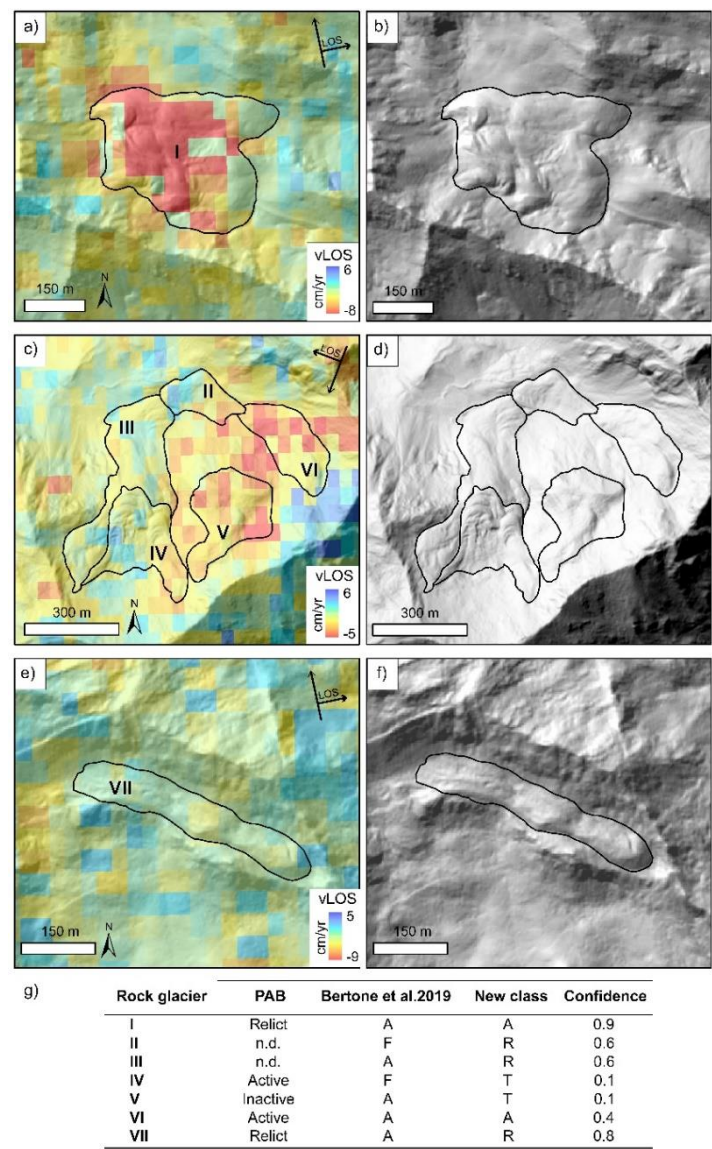 a)
LOS
b)
I
vLOS
6
cm/yr
-8
150 m
N
150 m
c)
LOS
d)
II
III
VI
V
IV
vLOS
6
cm/yr
-5
300 m
N
300 m
e)
LOS
f)
VII
vLOS
5
cm/yr
-9
150 m
N
150 m
g)
Rock glacier PAB Bertone et al.2019 New class Confidence
I Relict A A 0.9
II n.d. F R 0.6
III n.d. A R 0.6
IV Active F T 0.1
V Inactive A T 0.1
VI Active A A 0.4
VII Relict A R 0.8